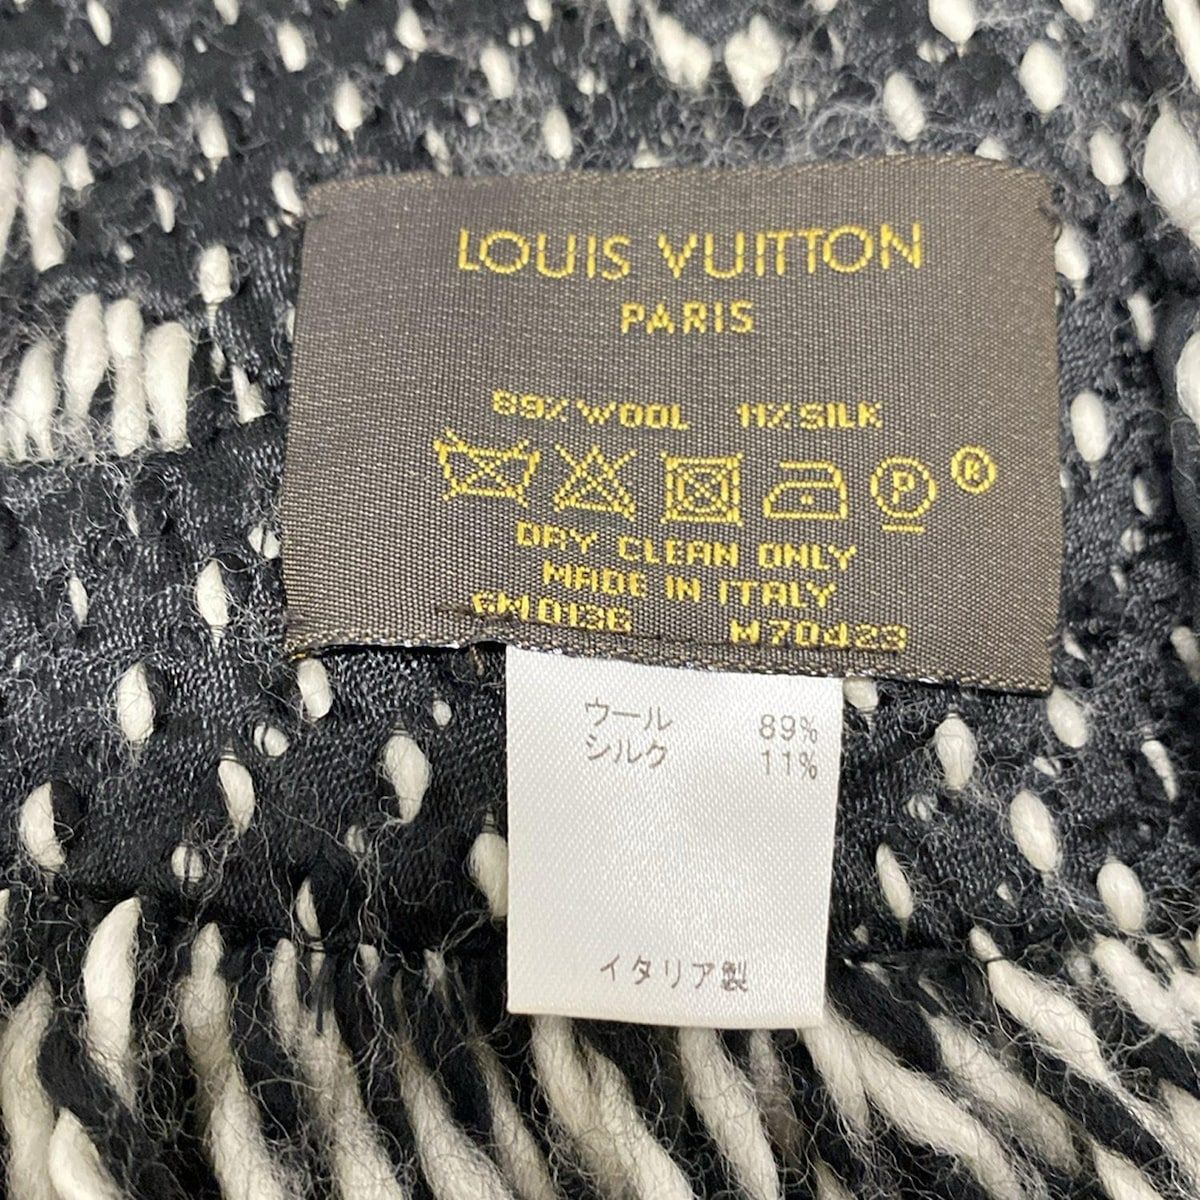 LOUIS VUITTON
PARIS
89% WOOL 11% SILK
P ®
DRY CLEAN ONLY
MADE IN ITALY
M70423
ウール 89%
シルク 11%
イタリア製